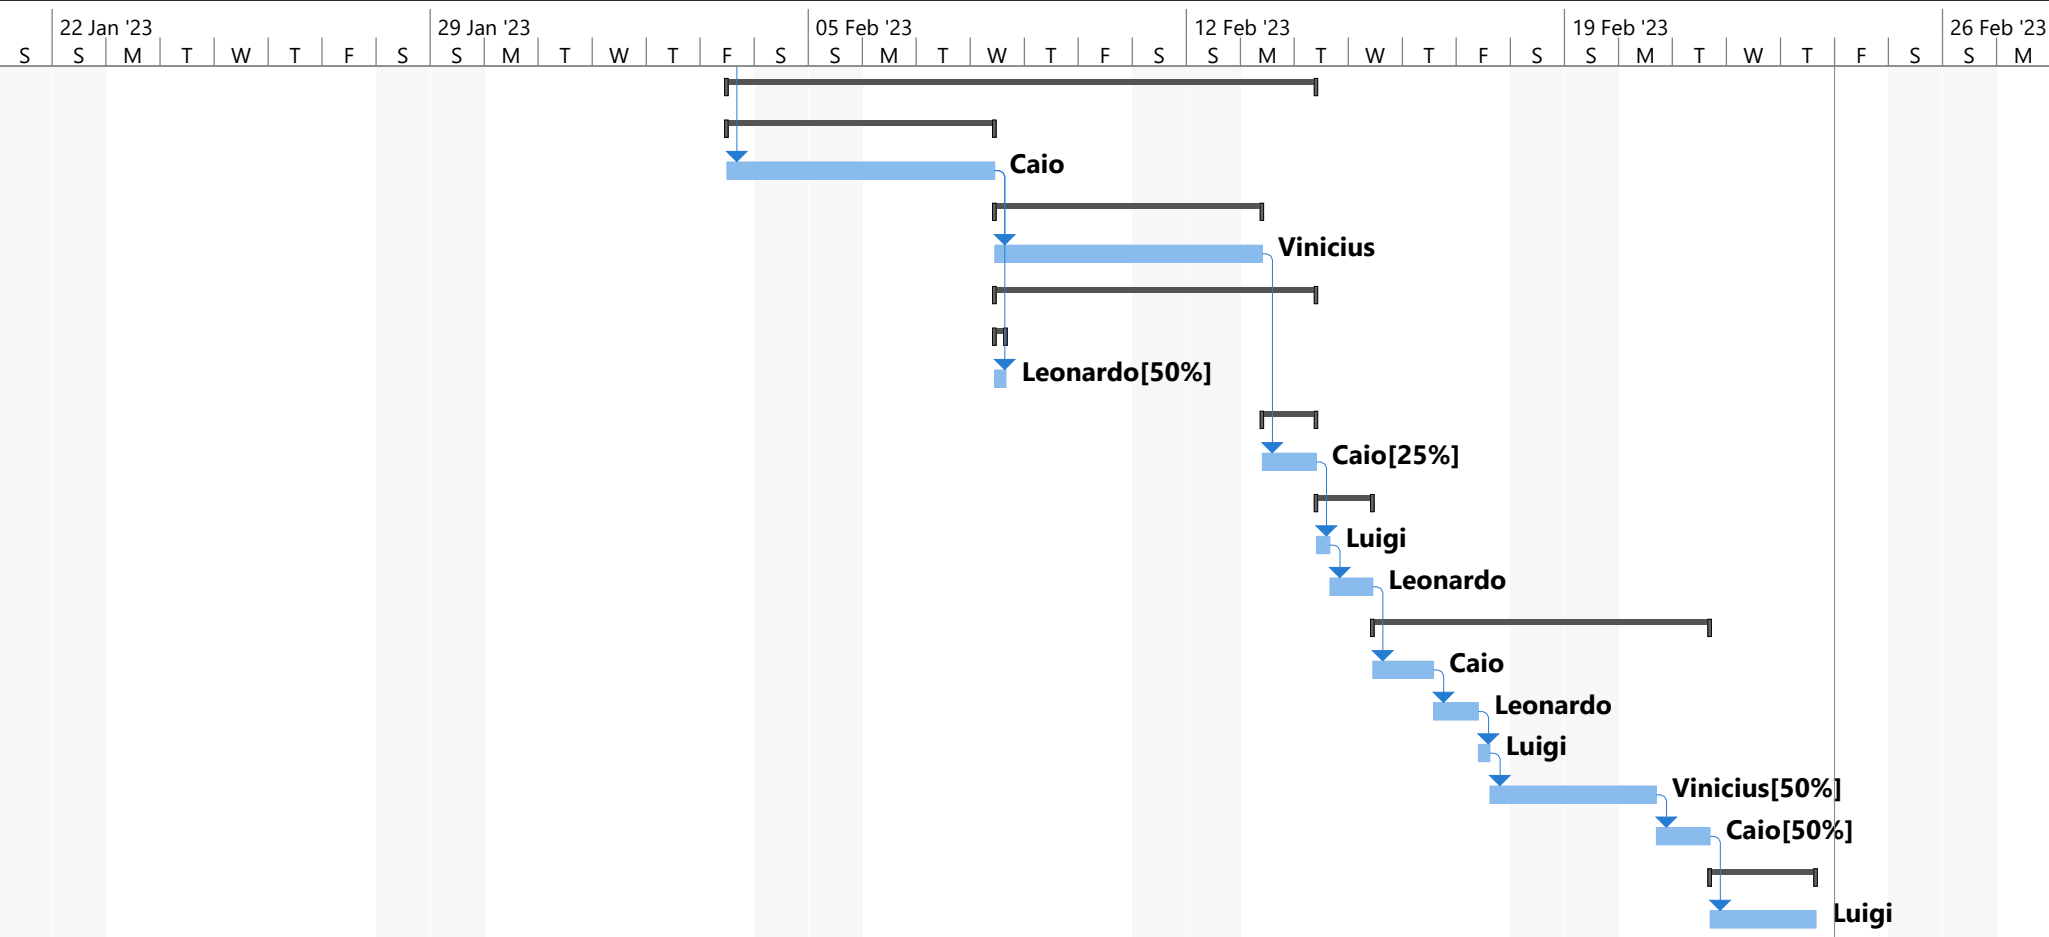 22 Jan '23 29 Jan '23 05 Feb '23 12 Feb '23 19 Feb '23 26 Feb '23
S S M T W T F S S M T W T F S S M T W T F S S M T W T F S S M T W T F S S M
Caio
Vinicius
Leonardo[50%]
Caio[25%]
Luigi
Leonardo
Caio
Leonardo
Luigi
Vinicius[50%]
Caio[50%]
Luigi